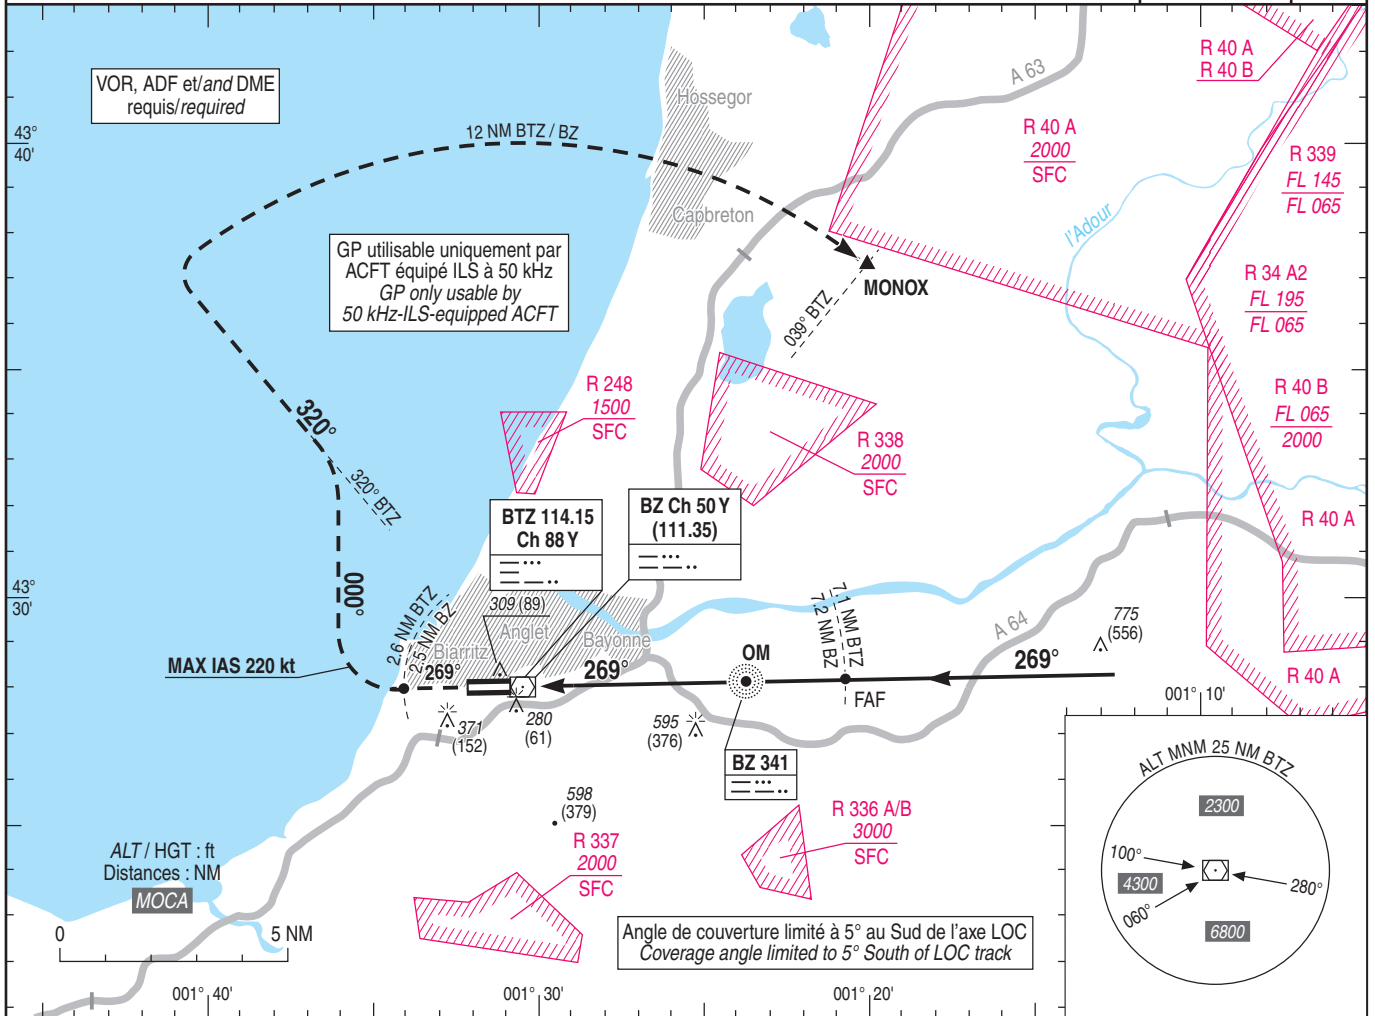 VOR, ADF et/and DME
requis/required
43°
40'
12 NM BTZ / BZ
Hossegor
Capbreton
A 63
R 40 A
R 40 B
R 40 A
2000
SFC
R 339
FL 145
FL 065
l'Adour
GP utilisable uniquement par
ACFT équipé ILS à 50 kHz
GP only usable by
50 kHz-ILS-equipped ACFT
MONOX
039° BTZ
R 34 A2
FL 195
FL 065
R 248
1500
SFC
R 338
2000
SFC
R 40 B
FL 065
2000
320°
320° BTZ
BTZ 114.15
Ch 88 Y
BZ Ch 50 Y
(111.35)
R 40 A
43°
30'
000°
2.6 NM BTZ
2.5 NM BZ
309 (89)
Anglet
Biarritz
Bayonne
7.1 NM BTZ
7.2 NM BZ
A 64
775
(556)
MAX IAS 220 kt
269°
269°
OM
269°
FAF
R 40 A
001° 10'
371
(152)
280
(61)
595
(376)
BZ 341
ALT MNM 25 NM BTZ
2300
100°
4300
060°
280°
6800
598
(379)
R 337
2000
SFC
R 336 A/B
3000
SFC
ALT / HGT : ft
Distances : NM
MOCA
0
5 NM
Angle de couverture limité à 5° au Sud de l'axe LOC
Coverage angle limited to 5° South of LOC track
001° 40'
001° 30'
001° 20'